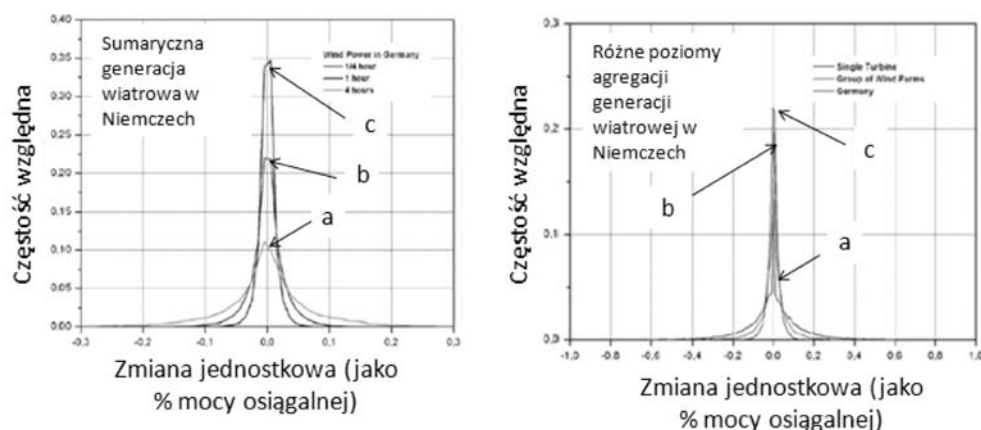 Sumaryczna
generacja
wiatrowa w
Niemczech
Wind Power in Germany
1/4 hour
1 hour
4 hours
c
b
a
Częstość względna
0,40
0,35
0,30
0,25
0,20
0,15
0,10
0,05
0,00
-0,3
-0,2
-0,1
0,0
0,1
0,2
0,3
Zmiana jednostkowa (jako
% mocy osiągalnej)
Różne poziomy
agregacji
generacji
wiatrowej w
Niemczech
Single Turbine
Group of Wind Farms
Germany
c
b
a
Częstość względna
0,3
0,2
0,1
0,0
-1,0
-0,8
-0,6
-0,4
-0,2
0,0
0,2
0,4
0,6
0,8
1,0
Zmiana jednostkowa (jako
% mocy osiągalnej)